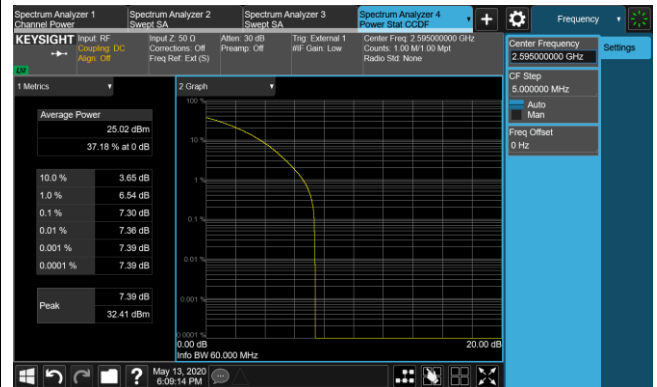 Spectrum Analyzer 1
Channel Power
Spectrum Analyzer 2
Swept SA
Spectrum Analyzer 3
Swept SA
Spectrum Analyzer 4
Power Stat CCDF
Frequency
KEYSIGHT
Input: RF
Coupling: DC
Align: Off
Input Z: 50 Ω
Corrections: Off
Freq Ref: Ext (S)
Atten: 30 dB
Preamp: Off
Trig: External 1
#IF Gain: Low
Center Freq: 2.595000000 GHz
Counts: 1.00 M/1.00 Mpt
Radio Std: None
Center Frequency
2.595000000 GHz
Settings
CF Step
5.000000 MHz
Auto
Man
Freq Offset
0 Hz
1 Metrics
Average Power
25.02 dBm
37.18 % at 0 dB
10.0 % 3.65 dB
1.0 % 6.54 dB
0.1 % 7.30 dB
0.01 % 7.36 dB
0.001 % 7.39 dB
0.0001 % 7.39 dB
Peak
7.39 dB
32.41 dBm
2 Graph
100 %
10 %
1 %
0.1 %
0.01 %
0.001 %
0.0001 %
0.00 dB
20.00 dB
Info BW 60.000 MHz
May 13, 2020
6:09:14 PM